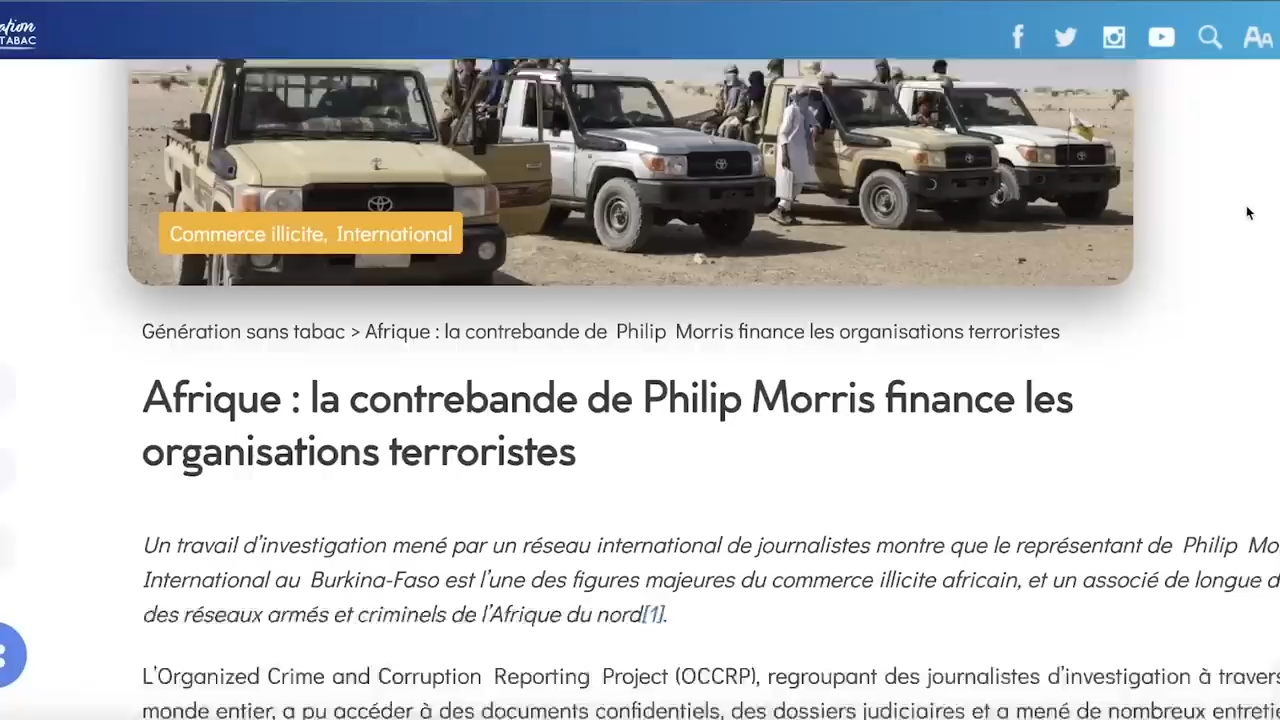 TABAC
Commerce illicite, International
Génération sans tabac > Afrique : la contrebande de Philip Morris finance les organisations terroristes
Afrique : la contrebande de Philip Morris finance les
organisations terroristes
Un travail d'investigation mené par un réseau international de journalistes montre que le représentant de Philip
International au Burkina-Faso est l'une des figures majeures du commerce illicite africain, et un associé de longue
des réseaux armés et criminels de l'Afrique du nord[1].
L'Organized Crime and Corruption Reporting Project (OCCRP), regroupant des journalistes d'investigation à
monde entier, a pu accéder à des documents confidentiels, des dossiers judiciaires et a mené de nombreux